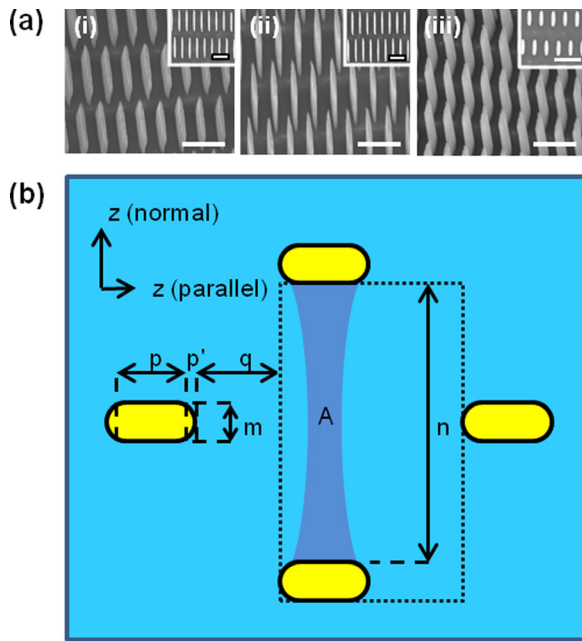 (a)
(i) (ii) (iii)
(b)
z (normal)
z (parallel)
p p' q
A
m n